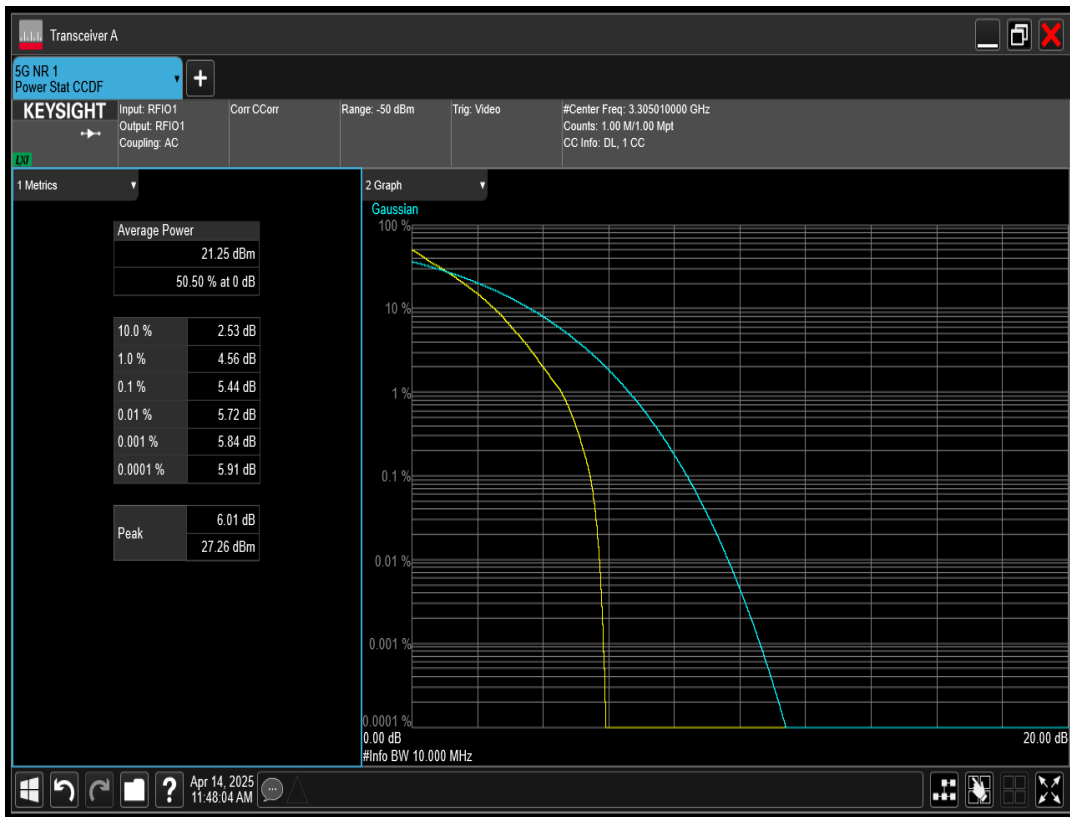 Transceiver A
5G NR 1
Power Stat CCDF
+
KEYSIGHT
LXI
Input: RFIO1
Output: RFIO1
Coupling: AC
Corr CCorr
Range: -50 dBm
Trig: Video
#Center Freq: 3.305010000 GHz
Counts: 1.00 M/1.00 Mpt
CC Info: DL, 1 CC
1 Metrics
Average Power
21.25 dBm
50.50 % at 0 dB
10.0 % 2.53 dB
1.0 % 4.56 dB
0.1 % 5.44 dB
0.01 % 5.72 dB
0.001 % 5.84 dB
0.0001 % 5.91 dB
Peak
6.01 dB
27.26 dBm
2 Graph
Gaussian
100 %
10 %
1 %
0.1 %
0.01 %
0.001 %
0.0001 %
0.00 dB 20.00 dB
#Info BW 10.000 MHz
?
Apr 14, 2025
11:48:04 AM